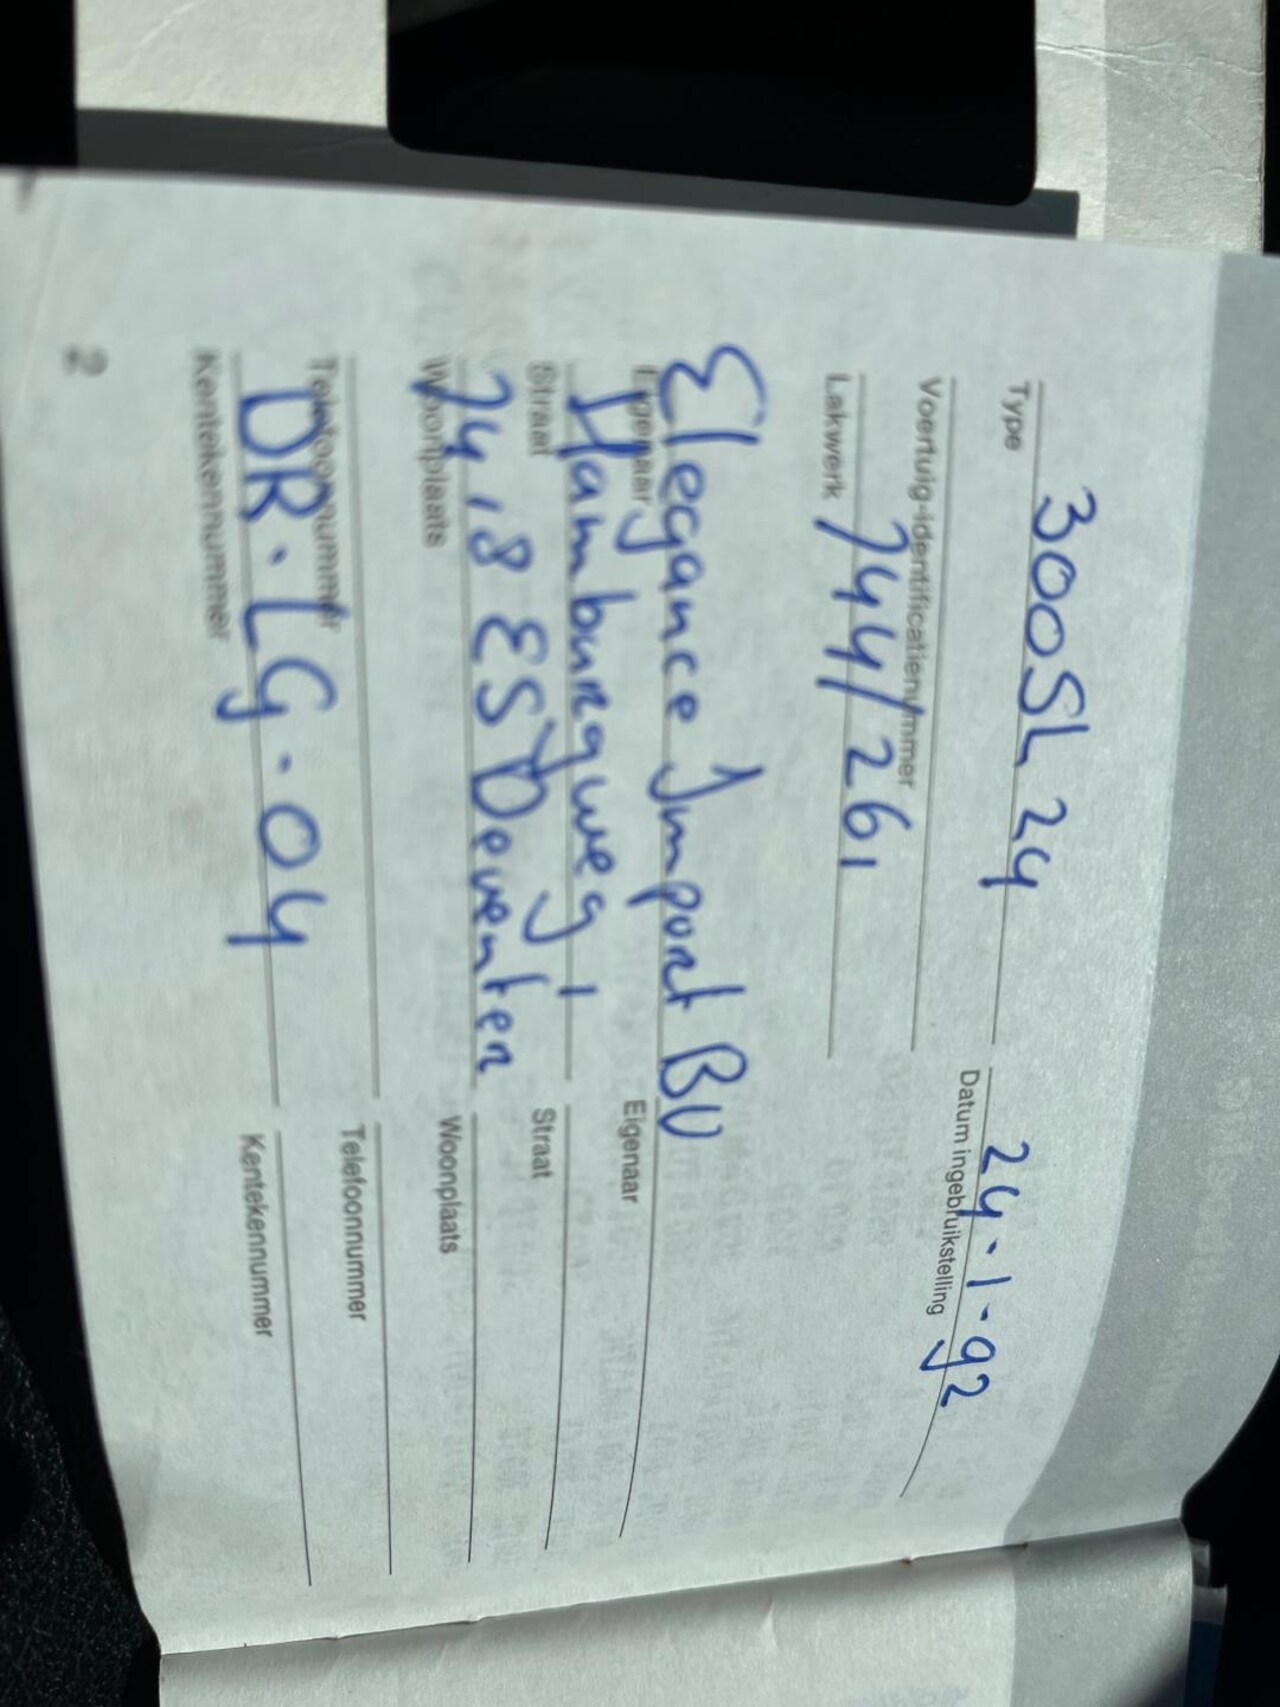 300SL 24 24.1-92
Type Datum ingebruikstelling
Voertuig-identificatienummer
744/261
Lakwerk
Elegance Import BV
Eigenaar Eigenaar
Hamburgweg 1
Straat Straat
7418 ES Deventer
Woonplaats Woonplaats
Telefoonnummer Telefoonnummer
DR.LG.04
Kentekennummer Kentekennummer
2